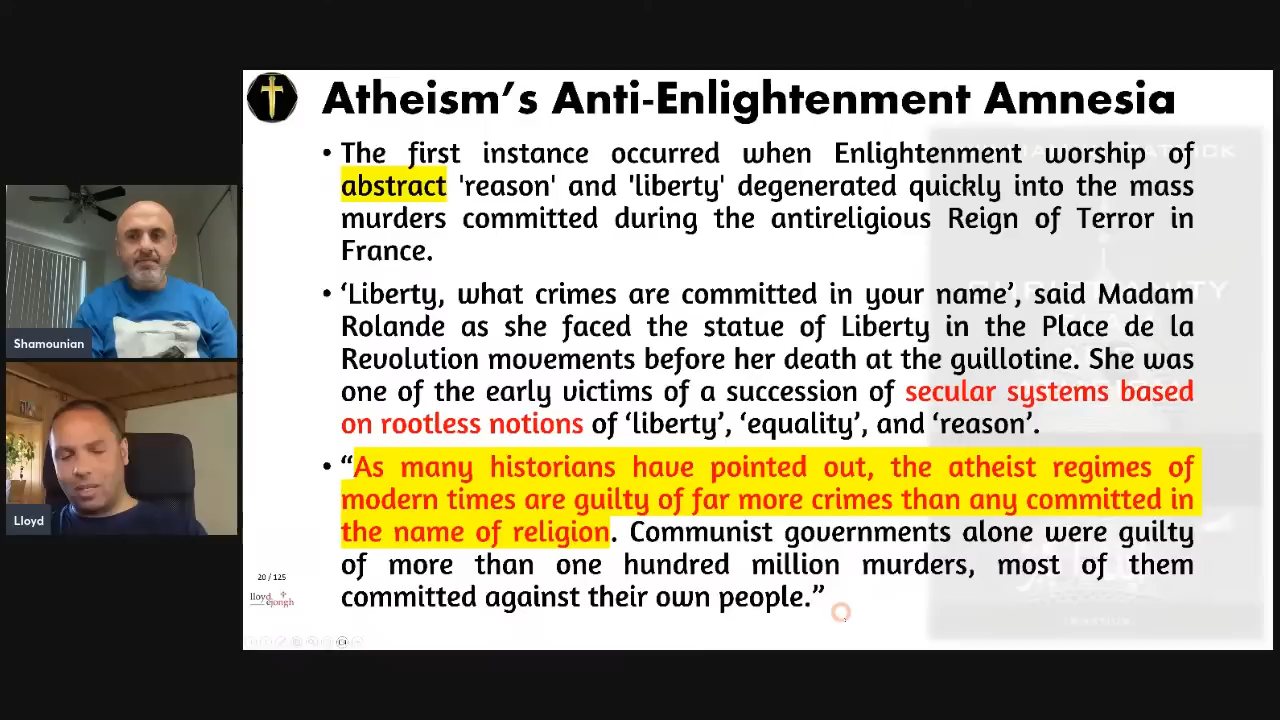 Atheism's Anti-Enlightenment Amnesia
• The first instance occurred when Enlightenment worship of
abstract 'reason' and 'liberty' degenerated quickly into the mass
murders committed during the antireligious Reign of Terror in
France.
• ‘Liberty, what crimes are committed in your name’, said Madam
Rolande as she faced the statue of Liberty in the Place de la
Revolution movements before her death at the guillotine. She was
one of the early victims of a succession of secular systems based
on rootless notions of ‘liberty’, ‘equality’, and ‘reason’.
• “As many historians have pointed out, the atheist regimes of
modern times are guilty of far more crimes than any committed in
the name of religion. Communist governments alone were guilty
of more than one hundred million murders, most of them
committed against their own people.”
Shamounian
Lloyd
20 / 125
lloyd